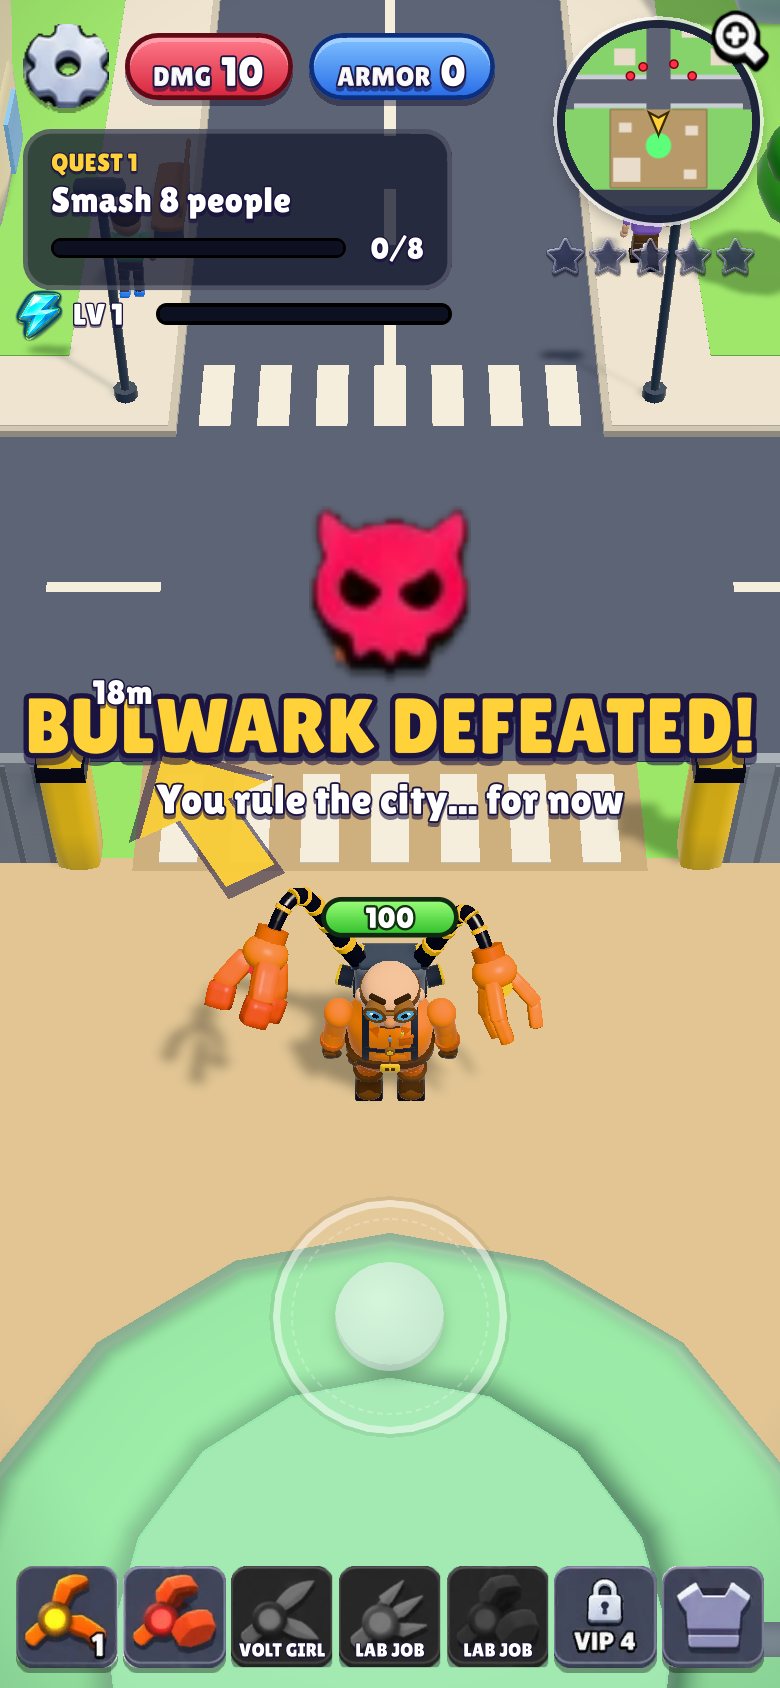 DMG 10
ARMOR 0
QUEST 1
Smash 8 people
0/8
LV 1
18m
BULWARK DEFEATED!
You rule the city... for now
100
1
VOLT GIRL
LAB JOB
LAB JOB
VIP 4